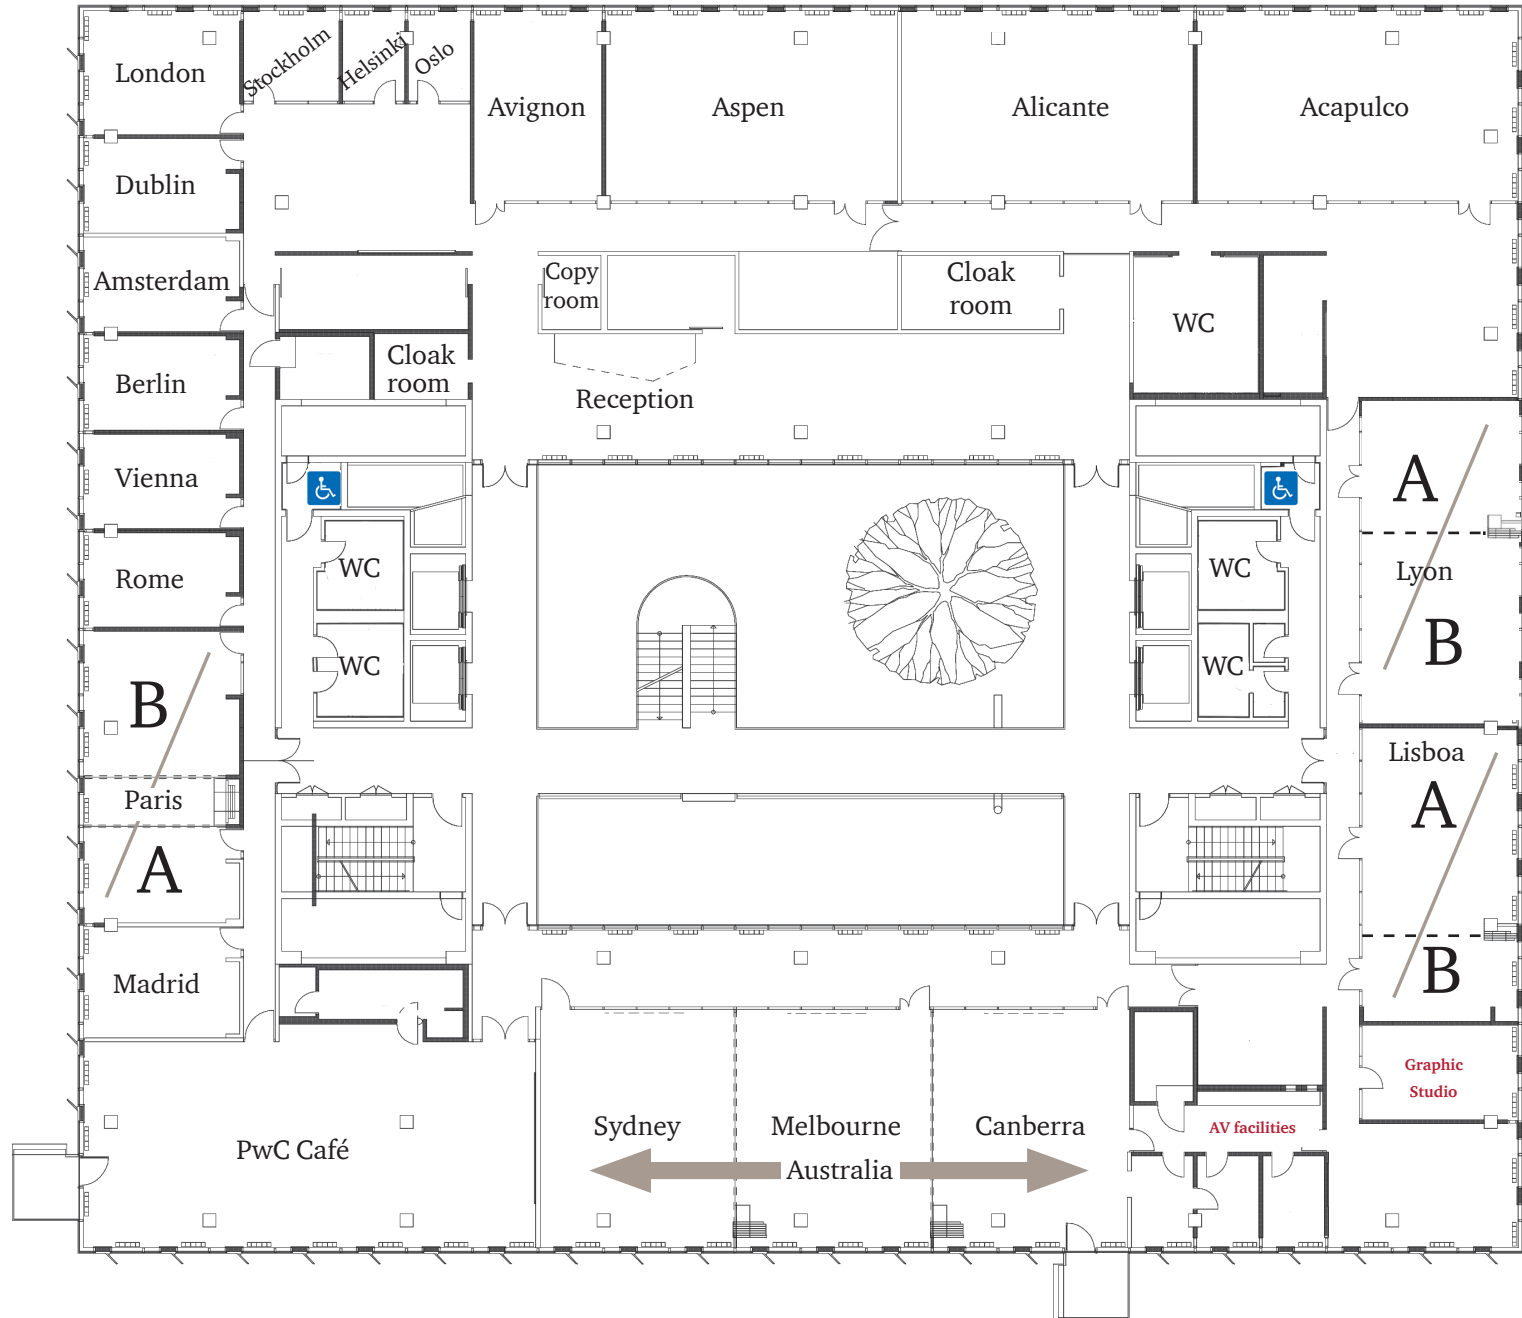 London
Stockholm
Helsinki
Oslo
Avignon
Aspen
Alicante
Acapulco
Dublin
Amsterdam
Copy
room
Cloak
room
WC
Berlin
Cloak
room
Reception
Vienna
A
Rome
WC
WC
Lyon
B
WC
WC
B
Paris
A
Lisboa
A
B
Madrid
Graphic
Studio
PwC Café
Sydney
Melbourne
Canberra
AV facilities
Australia